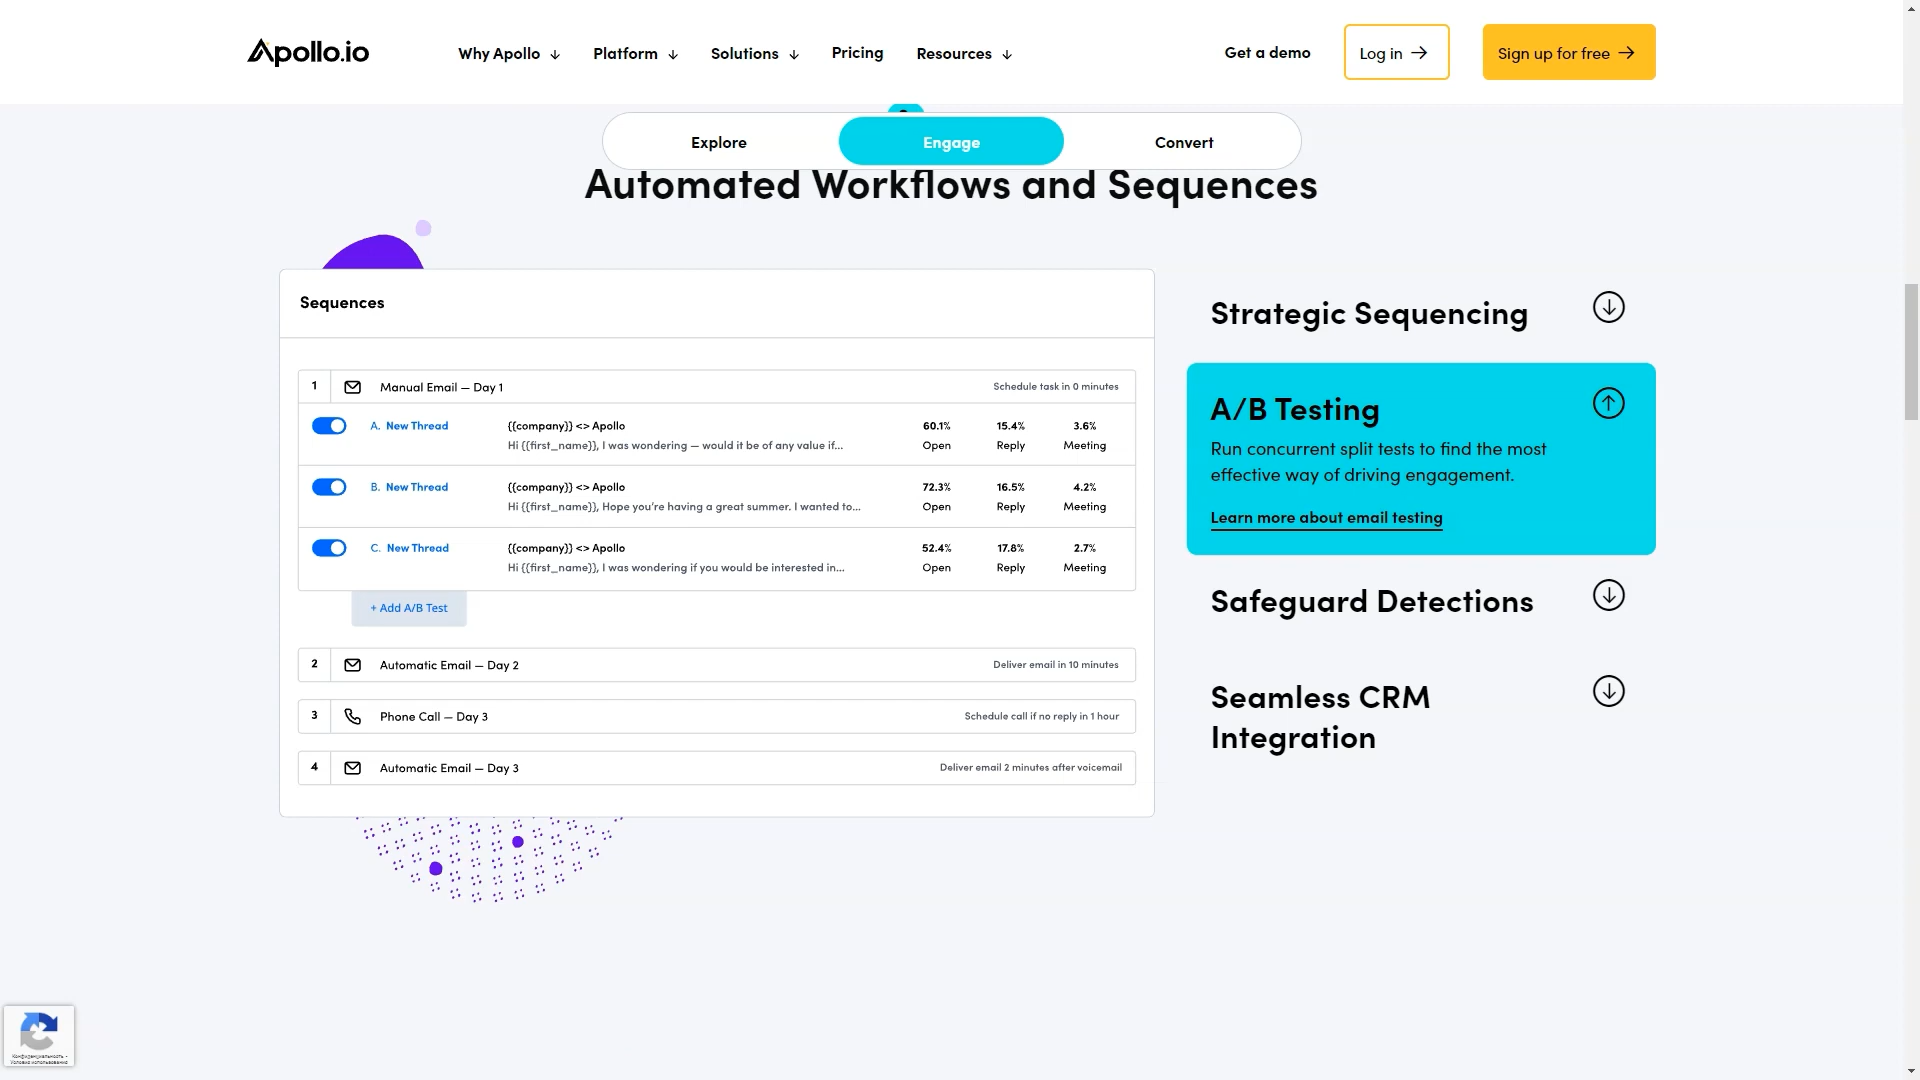 Apollo.io
Why Apollo
Platform
Solutions
Pricing
Resources
Get a demo
Log in
Sign up for free
Explore
Engage
Convert
Automated Workflows and Sequences
Sequences
1
Manual Email — Day 1
Schedule task in 0 minutes
A. New Thread
{{company}} <> Apollo
60.1%
15.4%
3.6%
Hi {{first_name}}, I was wondering — would it be of any value if...
Open
Reply
Meeting
B. New Thread
{{company}} <> Apollo
72.3%
16.5%
4.2%
Hi {{first_name}}, Hope you're having a great summer. I wanted to...
Open
Reply
Meeting
C. New Thread
{{company}} <> Apollo
52.4%
17.8%
2.7%
Hi {{first_name}}, I was wondering if you would be interested in...
Open
Reply
Meeting
+ Add A/B Test
2
Automatic Email — Day 2
Deliver email in 10 minutes
3
Phone Call — Day 3
Schedule call if no reply in 1 hour
4
Automatic Email — Day 3
Deliver email 2 minutes after voicemail
Strategic Sequencing
A/B Testing
Run concurrent split tests to find the most
effective way of driving engagement.
Learn more about email testing
Safeguard Detections
Seamless CRM
Integration
Конфиденциальность -
Условия использования